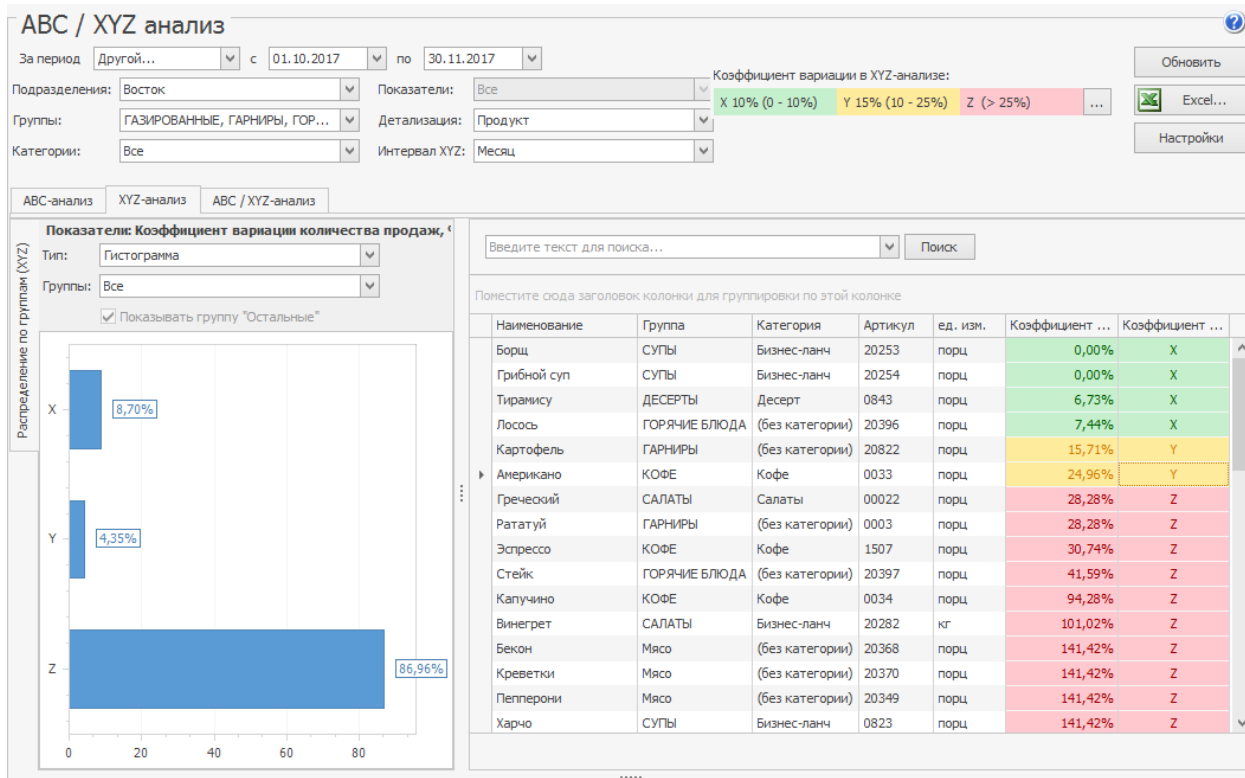 ABC / XYZ анализ
За период Другой... с 01.10.2017 по 30.11.2017
Обновить
Коэффициент вариации в XYZ-анализе:
Подразделения: Восток Показатели: Все
X 10% (0 - 10%) Y 15% (10 - 25%) Z (> 25%) ...
Excel...
Группы: ГАЗИРОВАННЫЕ, ГАРНИРЫ, ГОР... Детализация: Продукт
Настройки
Категории: Все Интервал XYZ: Месяц
ABC-анализ XYZ-анализ ABC / XYZ-анализ
Распределение по группам (XYZ)
Показатели: Коэффициент вариации количества продаж,
Тип: Гистограмма
Группы: Все
Показывать группу "Остальные"
X 8,70%
Y 4,35%
Z 86,96%
0 20 40 60 80
Введите текст для поиска... Поиск
Поместите сюда заголовок колонки для группировки по этой колонке
Наименование Группа Категория Артикул ед. изм. Коэффициент ... Коэффициент ...
Борщ СУПЫ Бизнес-ланч 20253 порц 0,00% X
Грибной суп СУПЫ Бизнес-ланч 20254 порц 0,00% X
Тирамису ДЕСЕРТЫ Десерт 0843 порц 6,73% X
Лосось ГОРЯЧИЕ БЛЮДА (без категории) 20396 порц 7,44% X
Картофель ГАРНИРЫ (без категории) 20822 порц 15,71% Y
Американо КОФЕ Кофе 0033 порц 24,96% Y
Греческий САЛАТЫ Салаты 00022 порц 28,28% Z
Рататуй ГАРНИРЫ (без категории) 0003 порц 28,28% Z
Эспрессо КОФЕ Кофе 1507 порц 30,74% Z
Стейк ГОРЯЧИЕ БЛЮДА (без категории) 20397 порц 41,59% Z
Капучино КОФЕ Кофе 0034 порц 94,28% Z
Винегрет САЛАТЫ Бизнес-ланч 20282 кг 101,02% Z
Бекон Мясо (без категории) 20368 порц 141,42% Z
Креветки Мясо (без категории) 20370 порц 141,42% Z
Пепперони Мясо (без категории) 20349 порц 141,42% Z
Харчо СУПЫ Бизнес-ланч 0823 порц 141,42% Z